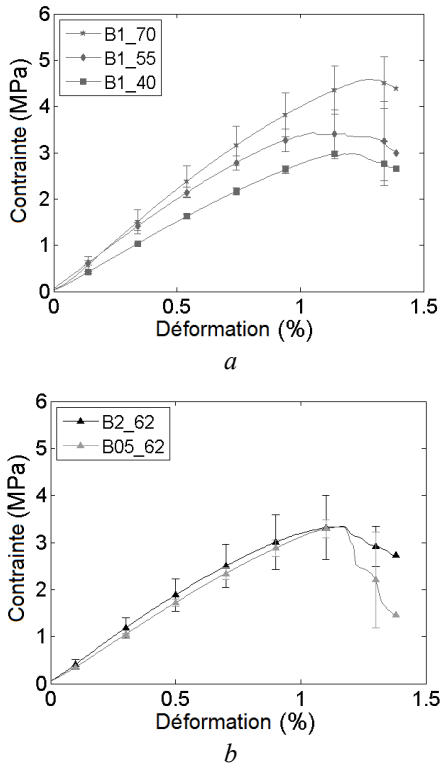 6
5
4
3
2
1
0
B1_70
B1_55
B1_40
Contrainte (MPa)
0
0.5
1
1.5
Déformation (%)
a
6
5
4
3
2
1
0
B2_62
B05_62
Contrainte (MPa)
0
0.5
1
1.5
Déformation (%)
b